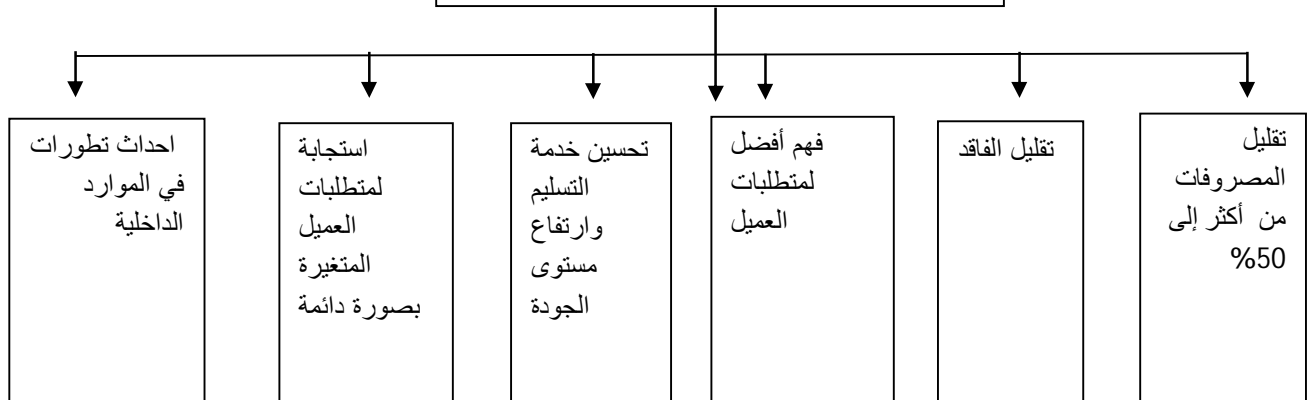 تقليل
المصروفات
من أكثر إلى
50%
تقليل الفاقد
فهم أفضل
لمتطلبات
العميل
تحسين خدمة
التسليم
وارتفاع
مستوى
الجودة
استجابة
لمتطلبات
العميل
المتغيرة
بصورة دائمة
احداث تطورات
في الموارد
الداخلية